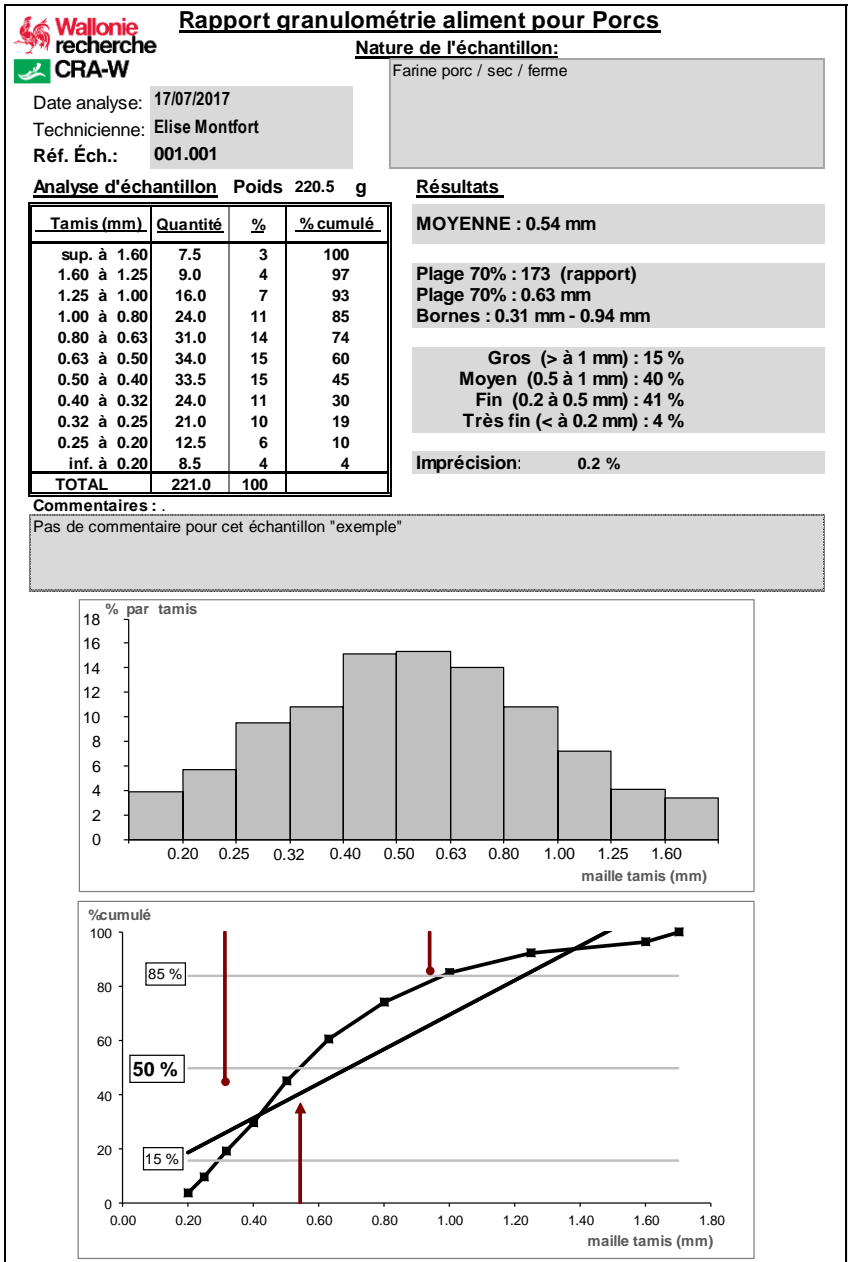 Rapport granulométrie aliment pour Porcs
Wallonie
recherche
CRA-W
Nature de l'échantillon:
Farine porc / sec / ferme
Date analyse: 17/07/2017
Technicienne: Elise Montfort
Réf. Éch.: 001.001
Analyse d'échantillon Poids 220.5 g
Tamis (mm) Quantité % % cumulé
sup. à 1.60 7.5 3 100
1.60 à 1.25 9.0 4 97
1.25 à 1.00 16.0 7 93
1.00 à 0.80 24.0 11 85
0.80 à 0.63 31.0 14 74
0.63 à 0.50 34.0 15 60
0.50 à 0.40 33.5 15 45
0.40 à 0.32 24.0 11 30
0.32 à 0.25 21.0 10 19
0.25 à 0.20 12.5 6 10
inf. à 0.20 8.5 4 4
TOTAL 221.0 100
Résultats
MOYENNE : 0.54 mm
Plage 70% : 173 (rapport)
Plage 70% : 0.63 mm
Bornes : 0.31 mm - 0.94 mm
Gros (> à 1 mm) : 15 %
Moyen (0.5 à 1 mm) : 40 %
Fin (0.2 à 0.5 mm) : 41 %
Très fin (< à 0.2 mm) : 4 %
Imprécision: 0.2 %
Commentaires : .
Pas de commentaire pour cet échantillon "exemple"
% par tamis
18
16
14
12
10
8
6
4
2
0
0.20 0.25 0.32 0.40 0.50 0.63 0.80 1.00 1.25 1.60
maille tamis (mm)
%cumulé
100
85 %
80
60
50 %
40
20
15 %
0
0.00 0.20 0.40 0.60 0.80 1.00 1.20 1.40 1.60 1.80
maille tamis (mm)